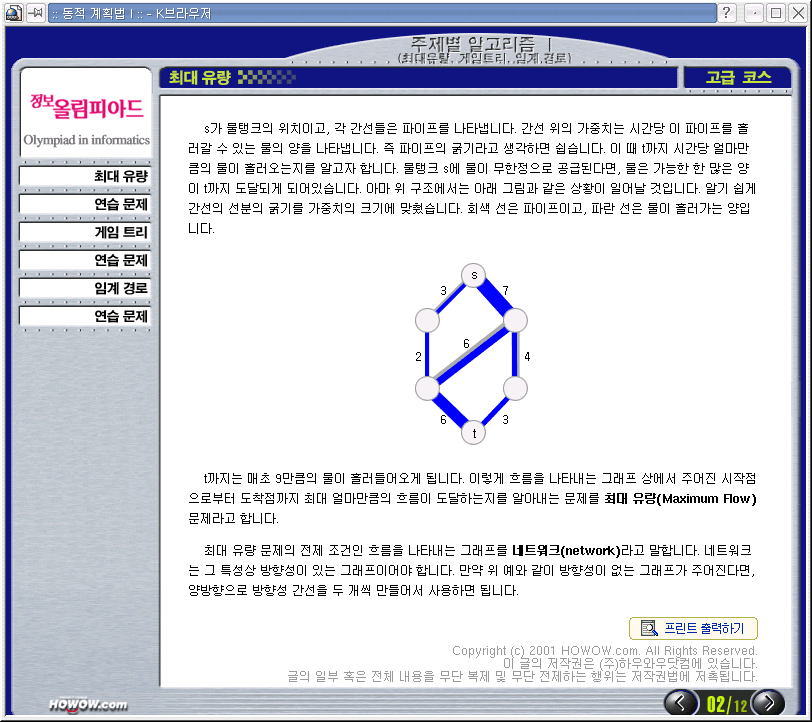 :: 동적 계획법 I :: - K브라우저
주제별 알고리즘 I
(최대유량, 게임트리, 임계,경로)
정보올림피아드
Olympiad in informatics
최대 유량
연습 문제
게임 트리
연습 문제
임계 경로
연습 문제
최대 유량
고급 코스
s가 물탱크의 위치이고, 각 간선들은 파이프를 나타냅니다. 간선 위의 가중치는 시간당 이 파이프를 흘
러갈 수 있는 물의 양을 나타냅니다. 즉 파이프의 굵기라고 생각하면 쉽습니다. 이 때 t까지 시간당 얼마만
큼의 물이 흘러오는지를 알고자 합니다. 물탱크 s에 물이 무한정으로 공급된다면, 물은 가능한 한 많은 양
이 t까지 도달되게 되어있습니다. 아마 위 구조에서는 아래 그림과 같은 상황이 일어날 것입니다. 알기 쉽게
간선의 선분의 굵기를 가중치의 크기에 맞췄습니다. 회색 선은 파이프이고, 파란 선은 물이 흘러가는 양입
니다.
s
3
7
6
2
4
6
3
t
t까지는 매초 9만큼의 물이 흘러들어오게 됩니다. 이렇게 흐름을 나타내는 그래프 상에서 주어진 시작점
으로부터 도착점까지 최대 얼마만큼의 흐름이 도달하는지를 알아내는 문제를 최대 유량(Maximum Flow)
문제라고 합니다.
최대 유량 문제의 전제 조건인 흐름을 나타내는 그래프를 네트워크(network)라고 말합니다. 네트워크
는 그 특성상 방향성이 있는 그래프이어야 합니다. 만약 위 예와 같이 방향성이 없는 그래프가 주어진다면,
양방향으로 방향성 간선을 두 개씩 만들어서 사용하면 됩니다.
프린트 출력하기
Copyright (c) 2001 HOWOW.com. All Rights Reserved.
이 글의 저작권은 (주)하우와우닷컴에 있습니다.
글의 일부 혹은 전체 내용을 무단 복제 및 무단 전제하는 행위는 저작권법에 저촉됩니다.
HOWOW.com
02/12